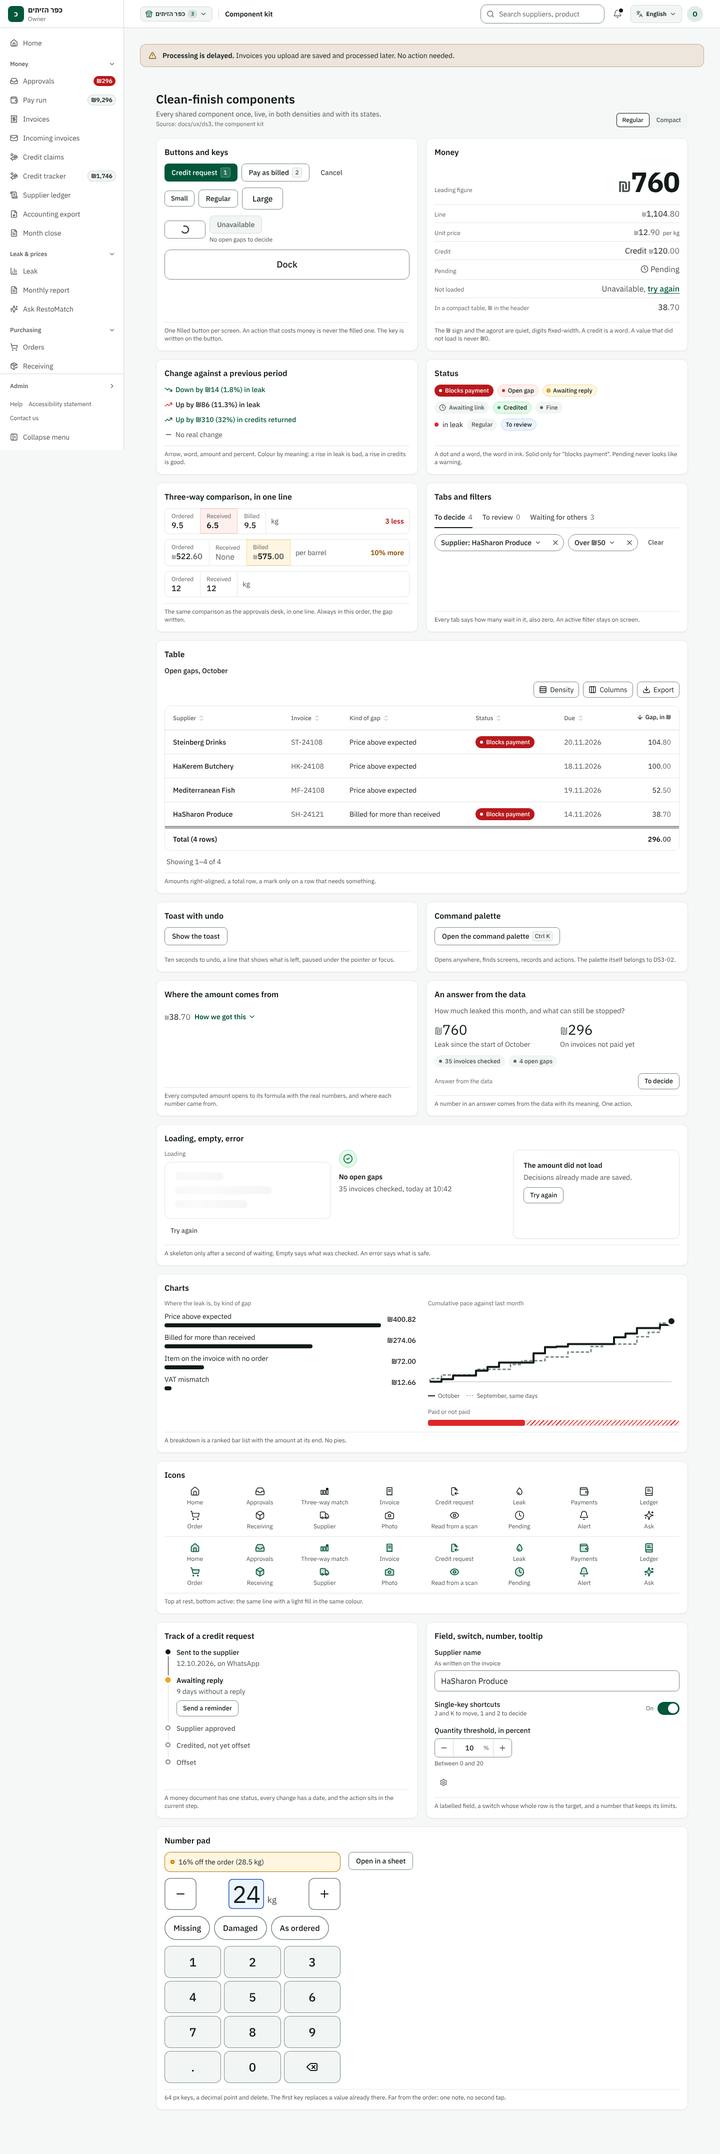 כפר הזיתים
Owner
Home
Money
Approvals ₪296
Pay run ₪9,296
Invoices
Incoming invoices
Credit claims
Credit tracker ₪1,746
Supplier ledger
Accounting export
Month close
Leak & prices
Leak
Monthly report
Ask RestoMatch
Purchasing
Orders
Receiving
Admin
Help Accessibility statement
Contact us
Collapse menu
כפר הזיתים 3 Component kit
Search suppliers, product
English
O
Processing is delayed. Invoices you upload are saved and processed later. No action needed.
Clean-finish components
Every shared component once, live, in both densities and with its states.
Source: docs/ux/ds3, the component kit
Regular Compact
Buttons and keys
Credit request 1 Pay as billed 2 Cancel
Small Regular Large
Unavailable
No open gaps to decide
Dock
One filled button per screen. An action that costs money is never the filled one. The key is
written on the button.
Money
Leading figure ₪760
Line ₪1,104.80
Unit price ₪12.90 per kg
Credit Credit ₪120.00
Pending Pending
Not loaded Unavailable, try again
In a compact table, ₪ in the header 38.70
The ₪ sign and the agorot are quiet, digits fixed-width. A credit is a word. A value that did
not load is never ₪0.
Change against a previous period
Down by ₪14 (1.8%) in leak
Up by ₪86 (11.3%) in leak
Up by ₪310 (32%) in credits returned
No real change
Arrow, word, amount and percent. Colour by meaning: a rise in leak is bad, a rise in credits
is good.
Status
Blocks payment Open gap Awaiting reply
Awaiting link Credited Fine
in leak Regular To review
A dot and a word, the word in ink. Solid only for "blocks payment". Pending never looks like
a warning.
Three-way comparison, in one line
Ordered Received Billed
9.5 6.5 9.5 kg 3 less
Ordered Received Billed
₪522.60 None ₪575.00 per barrel 10% more
Ordered Received
12 12 kg
The same comparison as the approvals desk, in one line. Always in this order, the gap
written.
Tabs and filters
To decide 4 To review 0 Waiting for others 3
Supplier: HaSharon Produce Over ₪50 Clear
Every tab says how many wait in it, also zero. An active filter stays on screen.
Table
Open gaps, October
Density Columns Export
Supplier Invoice Kind of gap Status Due Gap, in ₪
Steinberg Drinks ST-24108 Price above expected Blocks payment 20.11.2026 104.80
HaKerem Butchery HK-24108 Price above expected 18.11.2026 100.00
Mediterranean Fish MF-24108 Price above expected 19.11.2026 52.50
HaSharon Produce SH-24121 Billed for more than received Blocks payment 14.11.2026 38.70
Total (4 rows) 296.00
Showing 1–4 of 4
Amounts right-aligned, a total row, a mark only on a row that needs something.
Toast with undo
Show the toast
Ten seconds to undo, a line that shows what is left, paused under the pointer or focus.
Command palette
Open the command palette Ctrl K
Opens anywhere, finds screens, records and actions. The palette itself belongs to DS3-02.
Where the amount comes from
₪38.70 How we got this
Every computed amount opens to its formula with the real numbers, and where each
number came from.
An answer from the data
How much leaked this month, and what can still be stopped?
₪760 ₪296
Leak since the start of October On invoices not paid yet
35 invoices checked 4 open gaps
Answer from the data To decide
A number in an answer comes from the data with its meaning. One action.
Loading, empty, error
Loading
Try again
No open gaps
35 invoices checked, today at 10:42
The amount did not load
Decisions already made are saved.
Try again
A skeleton only after a second of waiting. Empty says what was checked. An error says what is safe.
Charts
Where the leak is, by kind of gap
Price above expected ₪400.82
Billed for more than received ₪274.06
Item on the invoice with no order ₪72.00
VAT mismatch ₪12.66
Cumulative pace against last month
October September, same days
Paid or not paid
A breakdown is a ranked bar list with the amount at its end. No pies.
Icons
Home Approvals Three-way match Invoice Credit request Leak Payments Ledger
Order Receiving Supplier Photo Read from a scan Pending Alert Ask
Home Approvals Three-way match Invoice Credit request Leak Payments Ledger
Order Receiving Supplier Photo Read from a scan Pending Alert Ask
Top at rest, bottom active: the same line with a light fill in the same colour.
Track of a credit request
Sent to the supplier
12.10.2026, on WhatsApp
Awaiting reply
9 days without a reply
Send a reminder
Supplier approved
Credited, not yet offset
Offset
A money document has one status, every change has a date, and the action sits in the
current step.
Field, switch, number, tooltip
Supplier name
As written on the invoice
HaSharon Produce
Single-key shortcuts
J and K to move, 1 and 2 to decide
On
Quantity threshold, in percent
− 10 % +
Between 0 and 20
A labelled field, a switch whose whole row is the target, and a number that keeps its limits.
Number pad
16% off the order (28.5 kg) Open in a sheet
− 24 kg +
Missing Damaged As ordered
1 2 3
4 5 6
7 8 9
. 0
64 px keys, a decimal point and delete. The first key replaces a value already there. Far from the order: one note, no second tap.